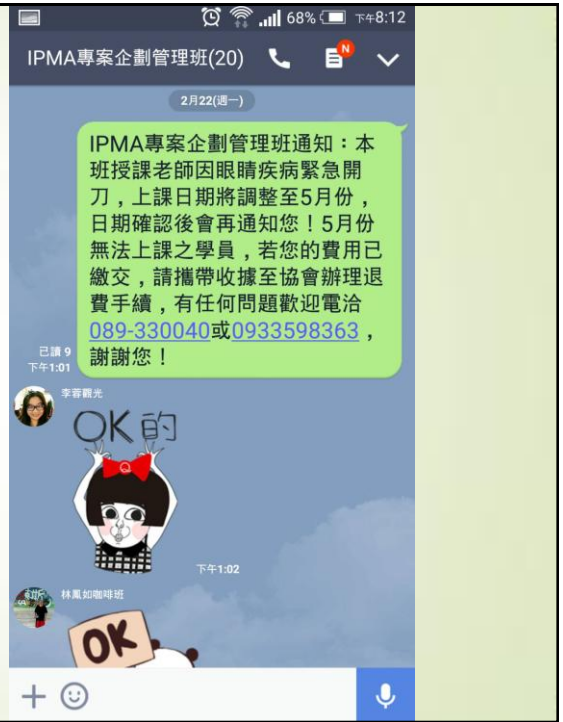 68% 下午8:12
IPMA專案企劃管理班(20)
N
2月22(週一)
IPMA專案企劃管理班通知：本
班授課老師因眼睛疾病緊急開
刀，上課日期將調整至5月份，
日期確認後會再通知您！5月份
無法上課之學員，若您的費用已
繳交，請攜帶收據至協會辦理退
費手續，有任何問題歡迎電洽
089-330040或0933598363，
謝謝您！
已讀 9
下午1:01
李蓉觀光
OK的
Q
下午1:02
林鳳如咖啡班
OK